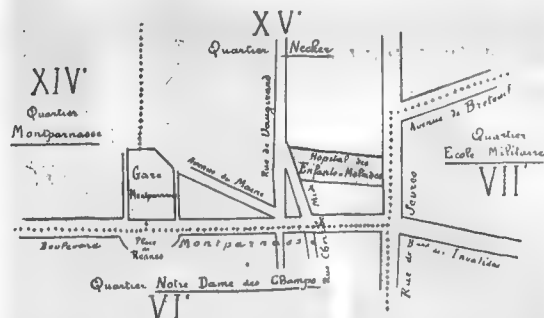 XV'
Quartier Necker
XIV'
Quartier
Montparnasse
Rue de Vaugirard
Avenue de Breteuil
Quartier
Ecole Militaire
VII'
Hopital des
Enfants-Malades
Gare
Montparnasse
Avenue du Maine
Sevres
Boulevard
Place
de
Rennes
Montparnasse
Rue de
Bard des Invalides
Quartier Notre Dame des Champs
VI'